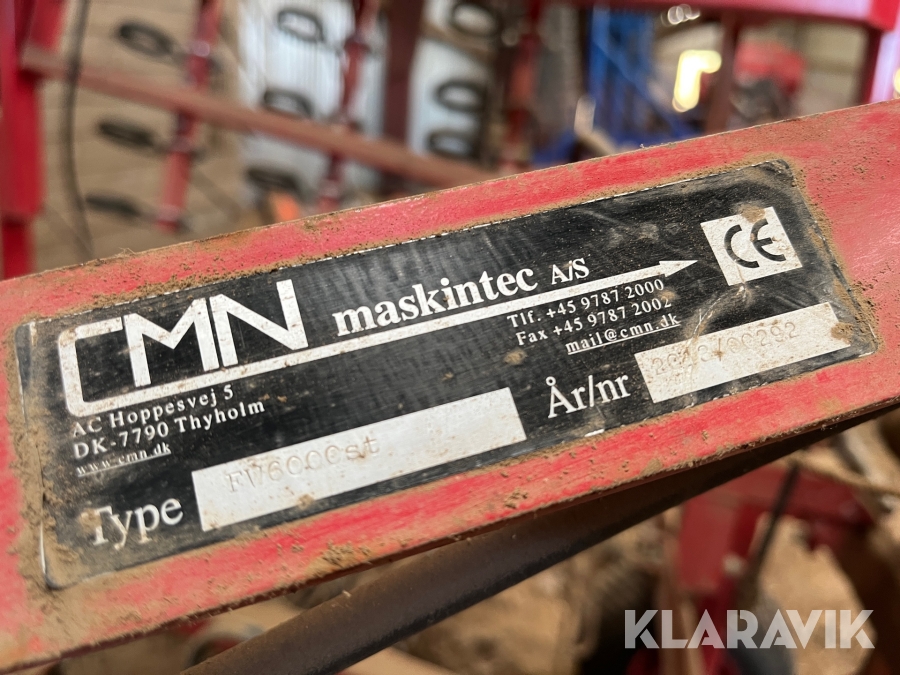 CMN maskintec A/S
Tlf. +45 9787 2000
Fax +45 9787 2002
mail@cmn.dk
CE
AC Hoppesvej 5
DK-7790 Thyholm
www.cmn.dk
Type FV6000st
År/nr
KLARAVIK